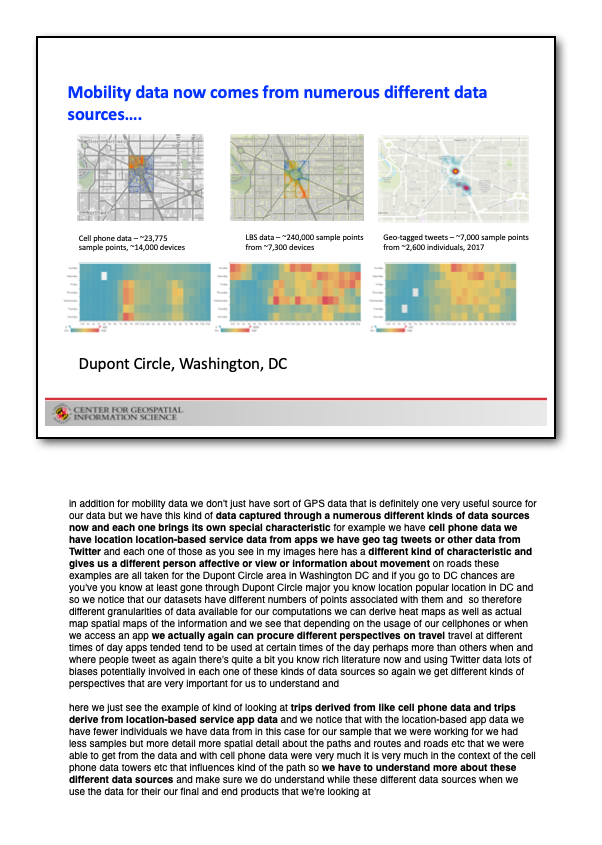 Mobility data now comes from numerous different data
sources….
Cell phone data – ~23,775
sample points, ~14,000 devices
LBS data – ~240,000 sample points
from ~7,300 devices
Geo-tagged tweets – ~7,000 sample points
from ~2,600 individuals, 2017
Dupont Circle, Washington, DC
CENTER FOR GEOSPATIAL
INFORMATION SCIENCE
in addition for mobility data we don't just have sort of GPS data that is definitely one very useful source for
our data but we have this kind of data captured through a numerous different kinds of data sources
now and each one brings its own special characteristic for example we have cell phone data we
have location location-based service data from apps we have geo tag tweets or other data from
Twitter and each one of those as you see in my images here has a different kind of characteristic and
gives us a different person affective or view or information about movement on roads these
examples are all taken for the Dupont Circle area in Washington DC and if you go to DC chances are
you've you know at least gone through Dupont Circle major you know location popular location in DC and
so we notice that our datasets have different numbers of points associated with them and  so therefore
different granularities of data available for our computations we can derive heat maps as well as actual
map spatial maps of the information and we see that depending on the usage of our cellphones or when
we access an app we actually again can procure different perspectives on travel travel at different
times of day apps tended tend to be used at certain times of the day perhaps more than others when and
where people tweet as again there's quite a bit you know rich literature now and using Twitter data lots of
biases potentially involved in each one of these kinds of data sources so again we get different kinds of
perspectives that are very important for us to understand and
here we just see the example of kind of looking at trips derived from like cell phone data and trips
derive from location-based service app data and we notice that with the location-based app data we
have fewer individuals we have data from in this case for our sample that we were working for we had
less samples but more detail more spatial detail about the paths and routes and roads etc that we were
able to get from the data and with cell phone data were very much it is very much in the context of the cell
phone data towers etc that influences kind of the path so we have to understand more about these
different data sources and make sure we do understand while these different data sources when we
use the data for their our final and end products that we're looking at